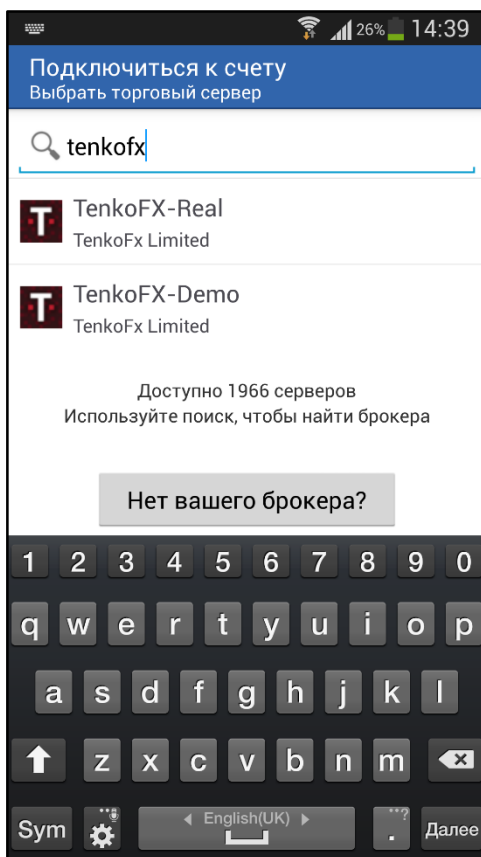 26% 14:39
Подключиться к счету
Выбрать торговый сервер
tenkofx
T TenkoFX-Real
TenkoFx Limited
T TenkoFX-Demo
TenkoFx Limited
Доступно 1966 серверов
Используйте поиск, чтобы найти брокера
Нет вашего брокера?
1 2 3 4 5 6 7 8 9 0
q w e r t y u i o p
a s d f g h j k l
z x c v b n m
Sym English(UK) ...? . Далее